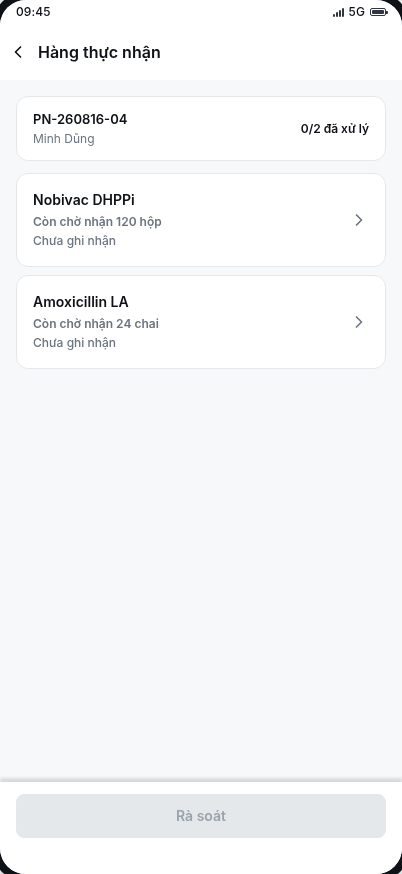 09:45
5G
Hàng thực nhận
PN-260816-04
Minh Dũng
0/2 đã xử lý
Nobivac DHPPi
Còn chờ nhận 120 hộp
Chưa ghi nhận
Amoxicillin LA
Còn chờ nhận 24 chai
Chưa ghi nhận
Rà soát